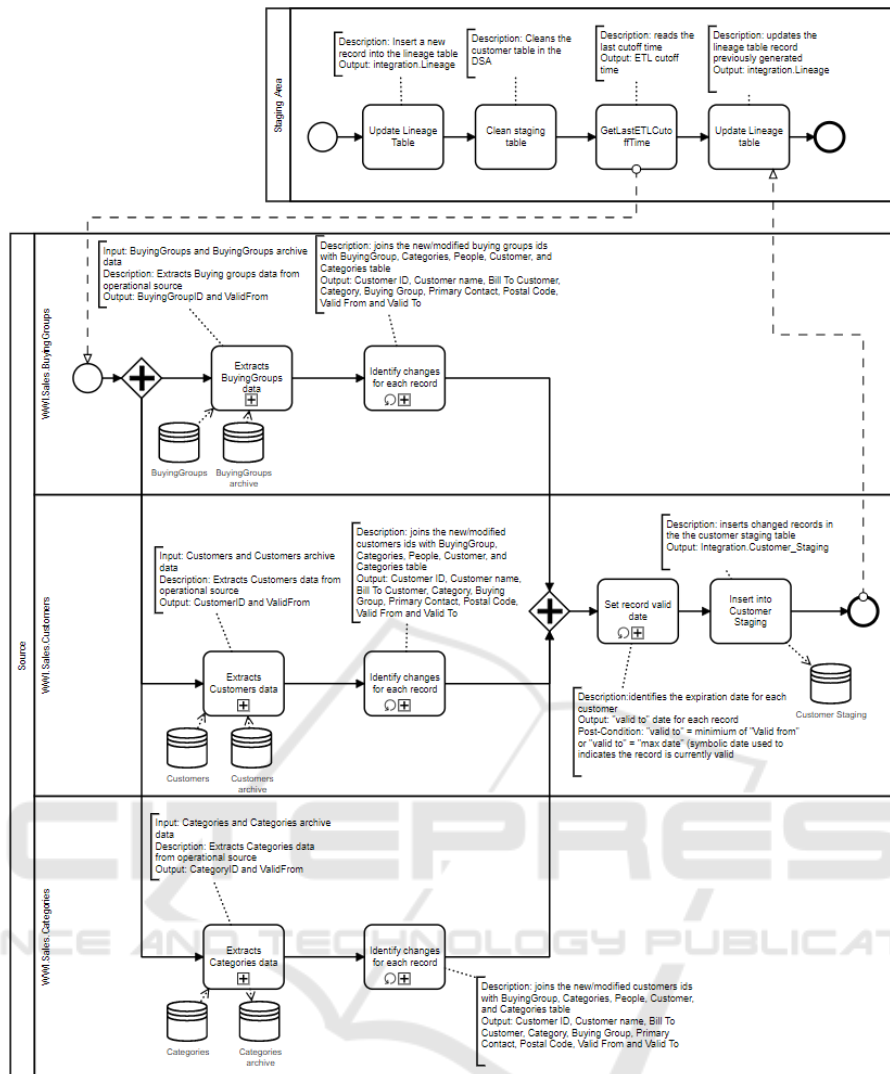 Staging Area
Description: Insert a new
record into the lineage table
Output: integration.Lineage
Description: Cleans the
customer table in the
DSA
Description: reads the
last cutoff time
Output: ETL cutoff
time
Description: updates the
lineage table record
previously generated
Output: integration.Lineage
Update Lineage
Table
Clean staging
table
GetLastETLCuto
ffTime
Update Lineage
table
Source
WWI.Sales.BuyingGroups
Input: BuyingGroups and BuyingGroups archive
data
Description: Extracts Buying groups data from
operational source
Output: BuyingGroupID and ValidFrom
Description: joins the new/modified buying groups ids
with BuyingGroup, Categories, People, Customer, and
Categories table
Output: Customer ID, Customer name, Bill To Customer,
Category, Buying Group, Primary Contact, Postal Code,
Valid From and Valid To
Extracts
BuyingGroups
data
Identify changes
for each record
BuyingGroups
BuyingGroups
archive
WWI.Sales.Customers
Input: Customers and Customers archive
data
Description: Extracts Customers data from
operational source
Output: CustomerID and ValidFrom
Description: joins the new/modified
customers ids with BuyingGroup,
Categories, People, Customer, and
Categories table
Output: Customer ID, Customer name,
Bill To Customer, Category, Buying
Group, Primary Contact, Postal Code,
Valid From and Valid To
Description: inserts changed records in
the the customer staging table
Output: Integration.Customer_Staging
Set record valid
date
Insert into
Customer
Staging
Extracts
Customers data
Identify changes
for each record
Customers
Customers
archive
Customer Staging
Description:identifies the expiration date for each
customer
Output: "valid to" date for each record
Post-Condition: "valid to" = minimium of "Valid from"
or "valid to" = "max date" (symbolic date used to
indicates the record is currently valid
WWI.Sales.Categories
Input: Categories and Categories archive
data
Description: Extracts Categories data
from operational source
Output: CategoryID and ValidFrom
Extracts
Categories data
Identify changes
for each record
Categories
Categories
archive
Description: joins the new/modified customers ids
with BuyingGroup, Categories, People, Customer,
and Categories table
Output: Customer ID, Customer name, Bill To
Customer, Category, Buying Group, Primary
Contact, Postal Code, Valid From and Valid To
CITEPRES
NCE AND TECHNOLOGY PUBLICAT